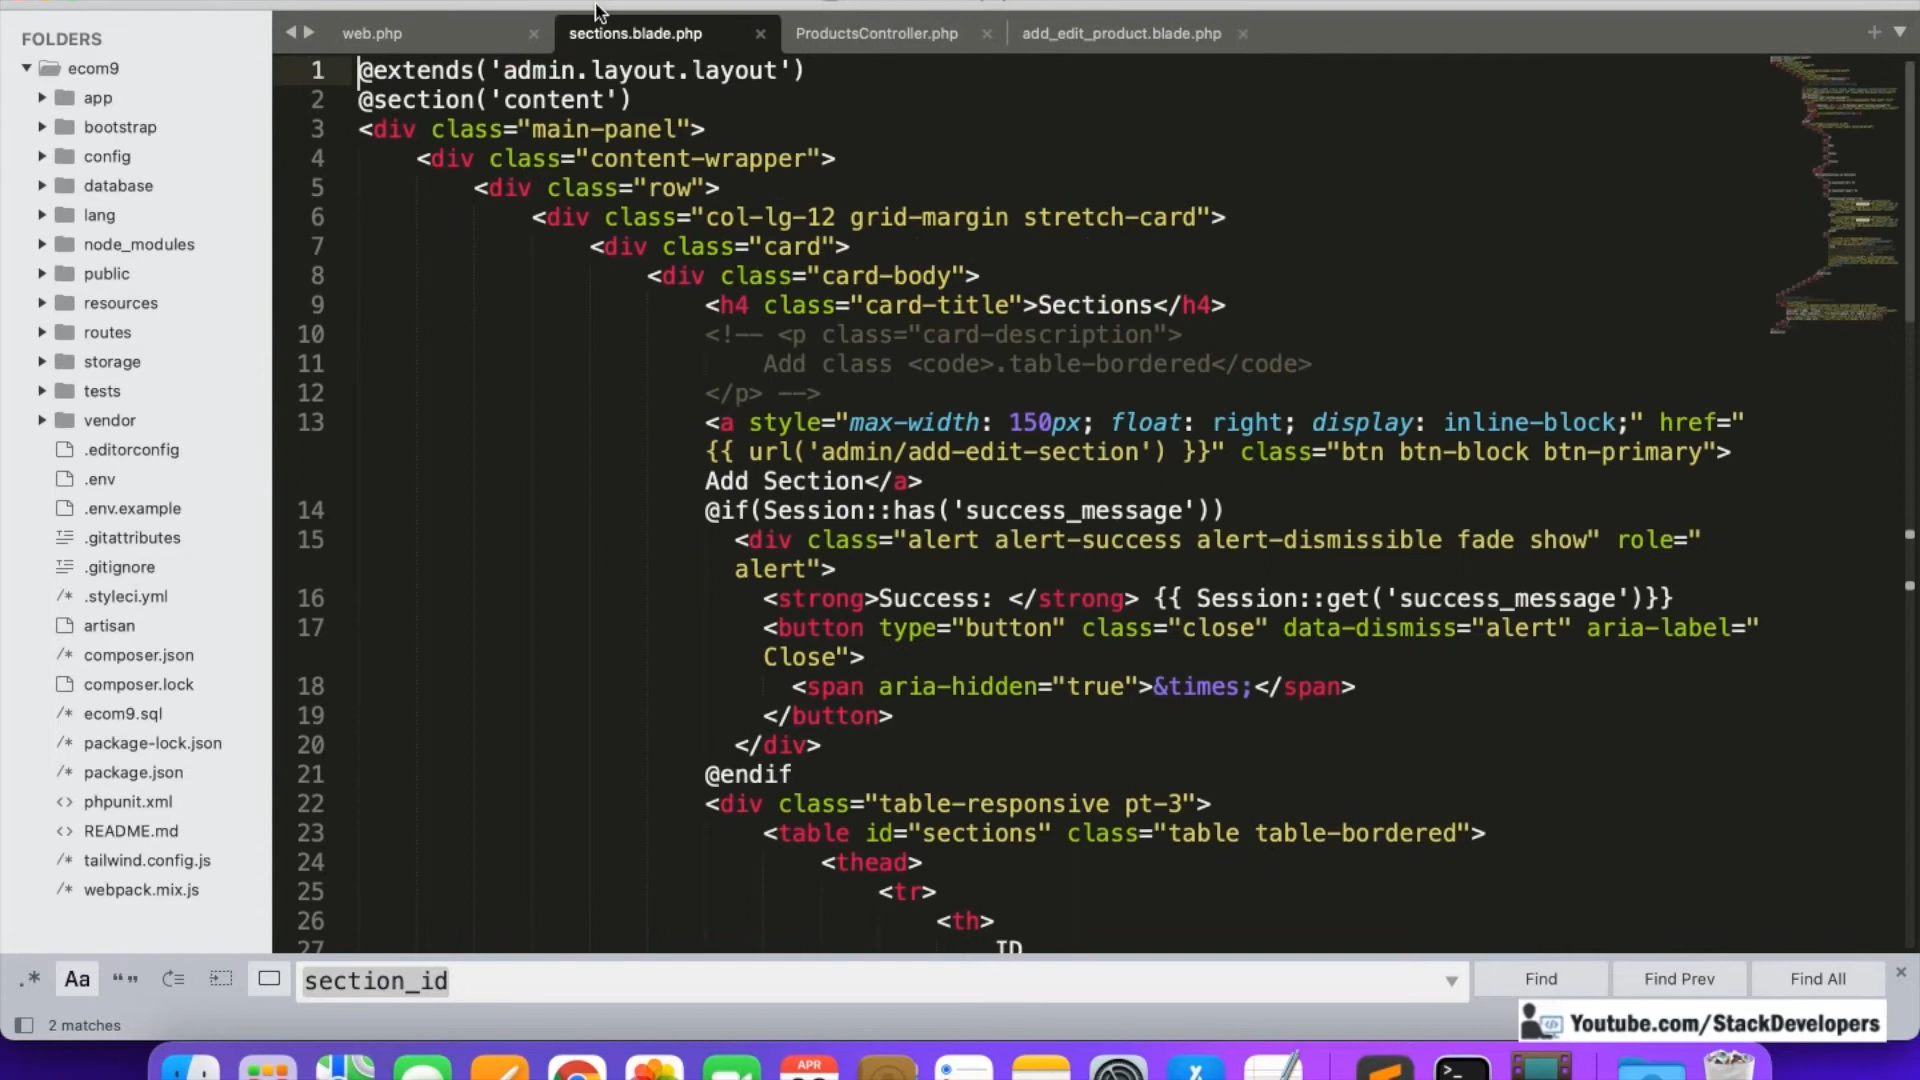 FOLDERS
ecom9
app
bootstrap
config
database
lang
node_modules
public
resources
routes
storage
tests
vendor
.editorconfig
.env
.env.example
.gitattributes
.gitignore
.styleci.yml
artisan
composer.json
composer.lock
ecom9.sql
package-lock.json
package.json
phpunit.xml
README.md
tailwind.config.js
webpack.mix.js
web.php × sections.blade.php × ProductsController.php × add_edit_product.blade.php ×
1 @extends('admin.layout.layout')
2 @section('content')
3 <div class="main-panel">
4 <div class="content-wrapper">
5 <div class="row">
6 <div class="col-lg-12 grid-margin stretch-card">
7 <div class="card">
8 <div class="card-body">
9 <h4 class="card-title">Sections</h4>
10 <!-- <p class="card-description">
11 Add class <code>.table-bordered</code>
12 </p> -->
13 <a style="max-width: 150px; float: right; display: inline-block;" href="
{{ url('admin/add-edit-section') }}" class="btn btn-block btn-primary">
Add Section</a>
14 @if(Session::has('success_message'))
15 <div class="alert alert-success alert-dismissible fade show" role="
alert">
16 <strong>Success: </strong> {{ Session::get('success_message')}}
17 <button type="button" class="close" data-dismiss="alert" aria-label="
Close">
18 <span aria-hidden="true">&times;</span>
19 </button>
20 </div>
21 @endif
22 <div class="table-responsive pt-3">
23 <table id="sections" class="table table-bordered">
24 <thead>
25 <tr>
26 <th>
27 ID
.* Aa “” section_id Find Find Prev Find All ×
2 matches
Youtube.com/StackDevelopers
APR